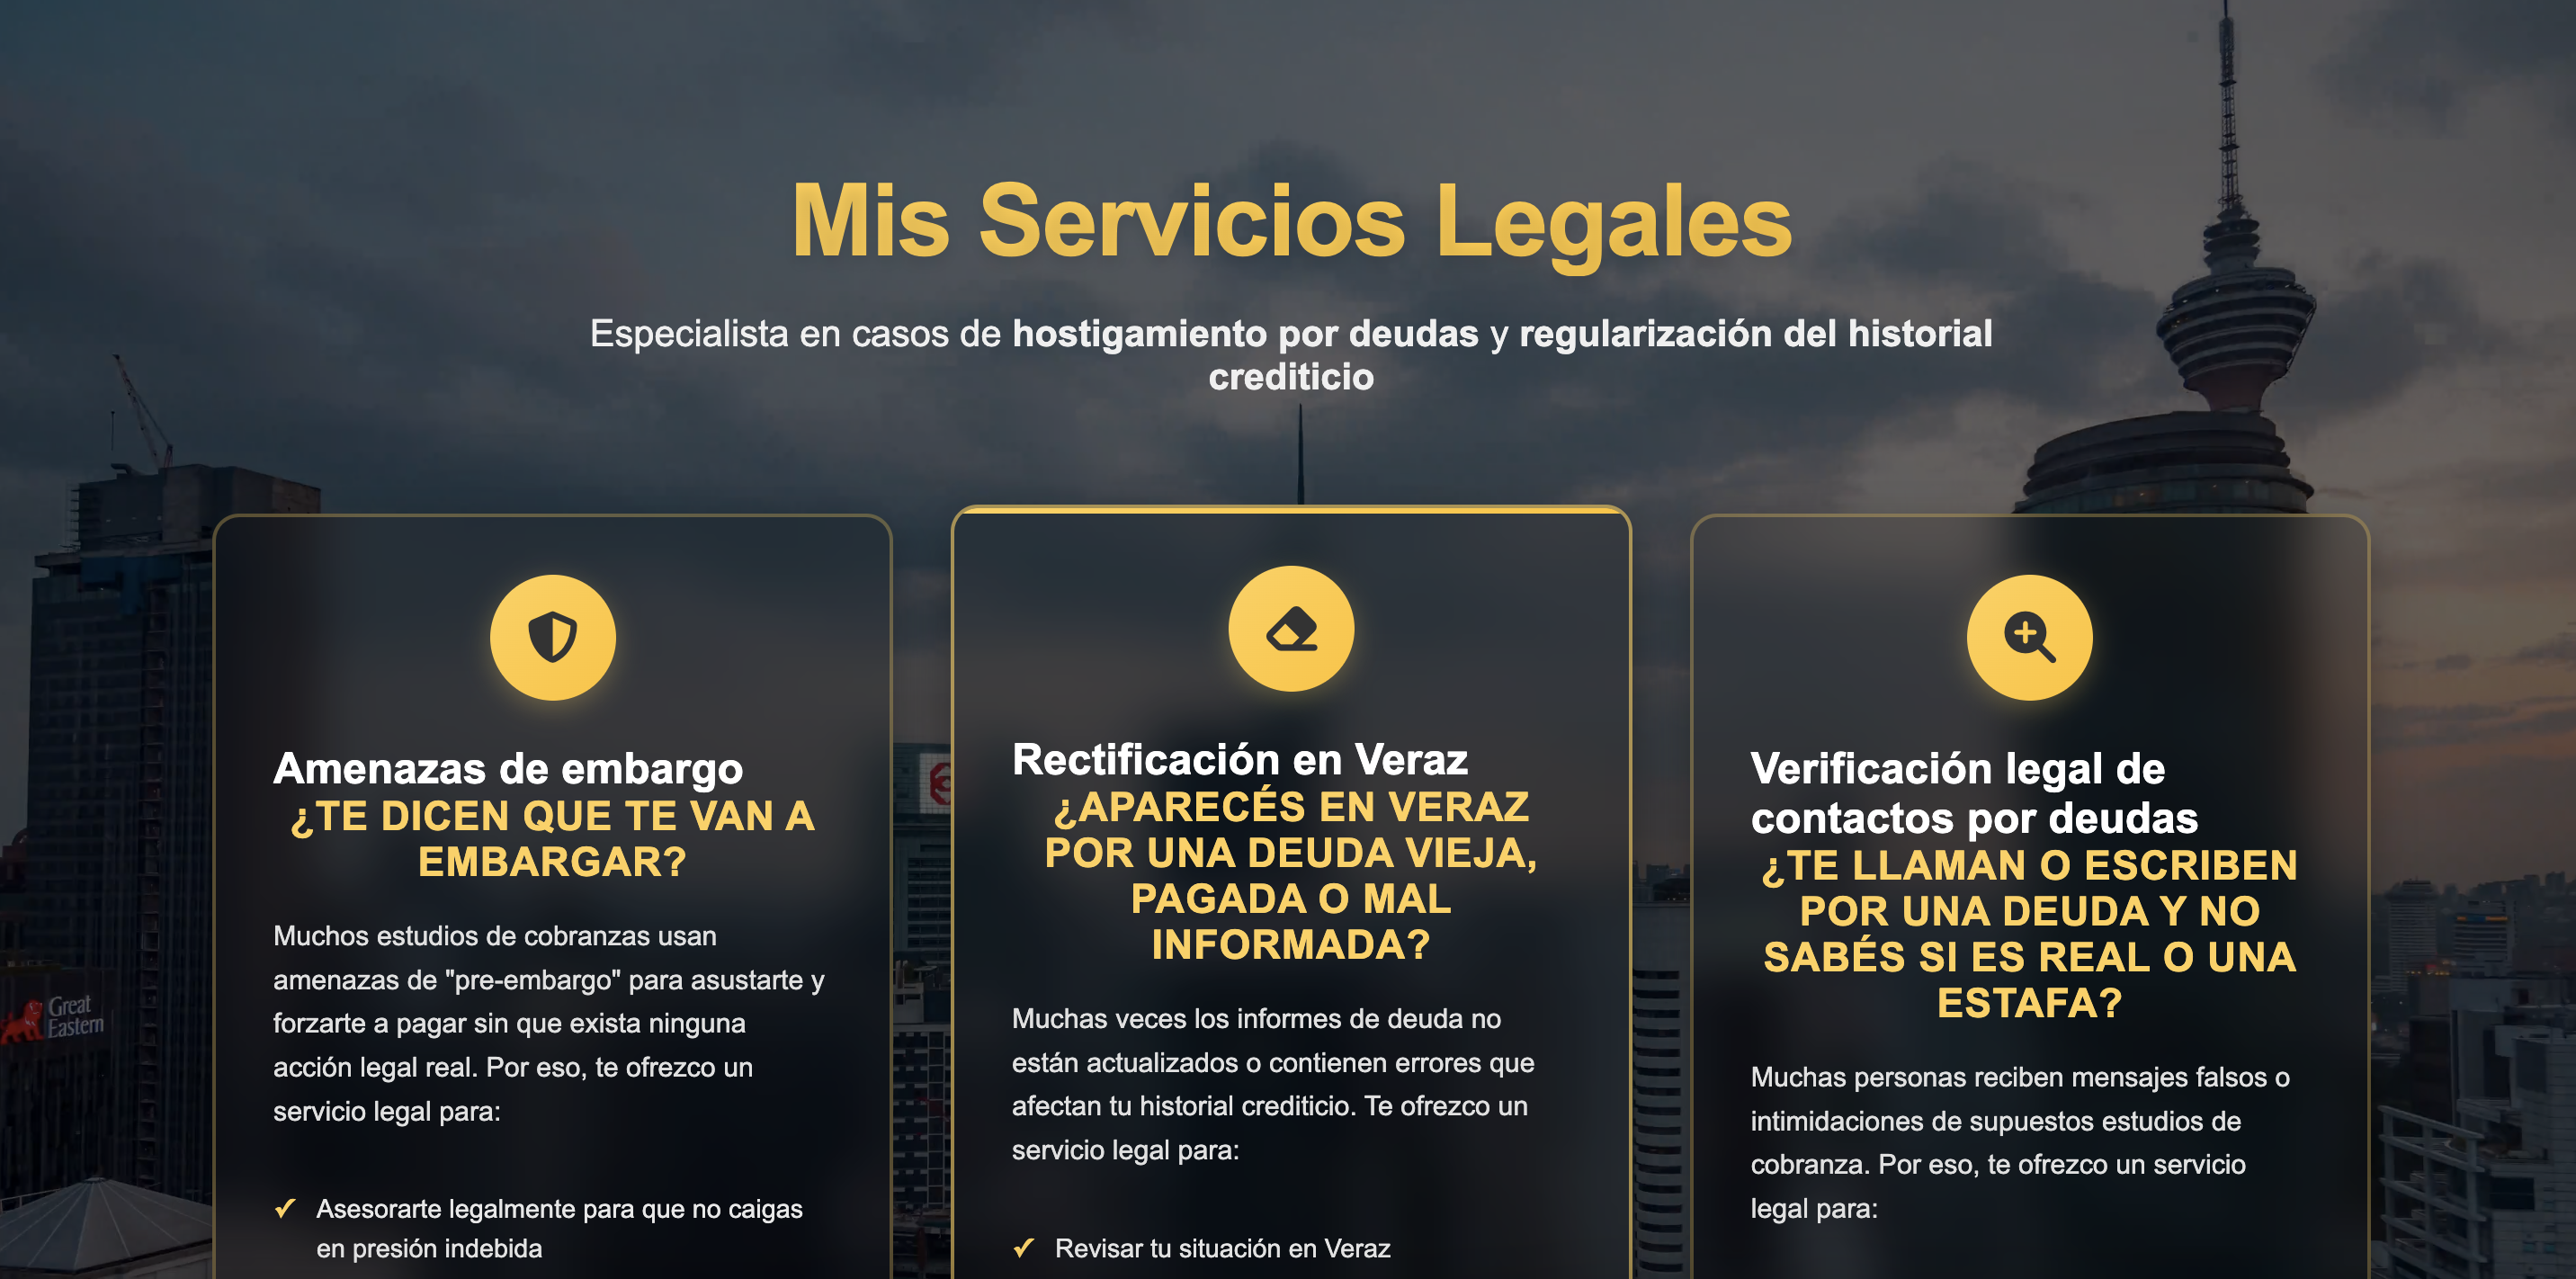 Mis Servicios Legales
Especialista en casos de hostigamiento por deudas y regularización del historial
crediticio
Amenazas de embargo
¿TE DICEN QUE TE VAN A
EMBARGAR?
Muchos estudios de cobranzas usan
amenazas de "pre-embargo" para asustarte y
forzarte a pagar sin que exista ninguna
acción legal real. Por eso, te ofrezco un
servicio legal para:
✓ Asesorarte legalmente para que no caigas
en presión indebida
Rectificación en Veraz
¿APARECÉS EN VERAZ
POR UNA DEUDA VIEJA,
PAGADA O MAL
INFORMADA?
Muchas veces los informes de deuda no
están actualizados o contienen errores que
afectan tu historial crediticio. Te ofrezco un
servicio legal para:
✓ Revisar tu situación en Veraz
Verificación legal de
contactos por deudas
¿TE LLAMAN O ESCRIBEN
POR UNA DEUDA Y NO
SABÉS SI ES REAL O UNA
ESTAFA?
Muchas personas reciben mensajes falsos o
intimidaciones de supuestos estudios de
cobranza. Por eso, te ofrezco un servicio
legal para:
Great
Eastern